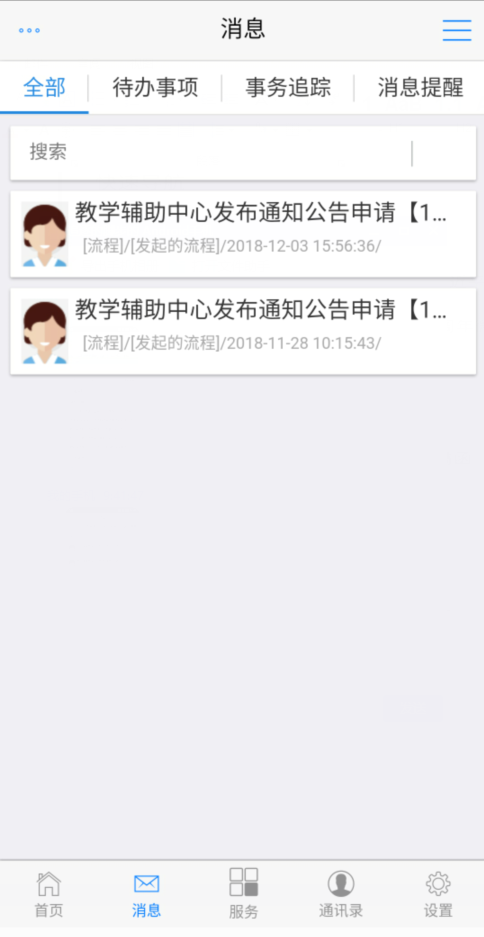 消息
全部 待办事项 事务追踪 消息提醒
搜索
教学辅助中心发布通知公告申请【1...
[流程]/[发起的流程]/2018-12-03 15:56:36/
教学辅助中心发布通知公告申请【1...
[流程]/[发起的流程]/2018-11-28 10:15:43/
首页 消息 服务 通讯录 设置